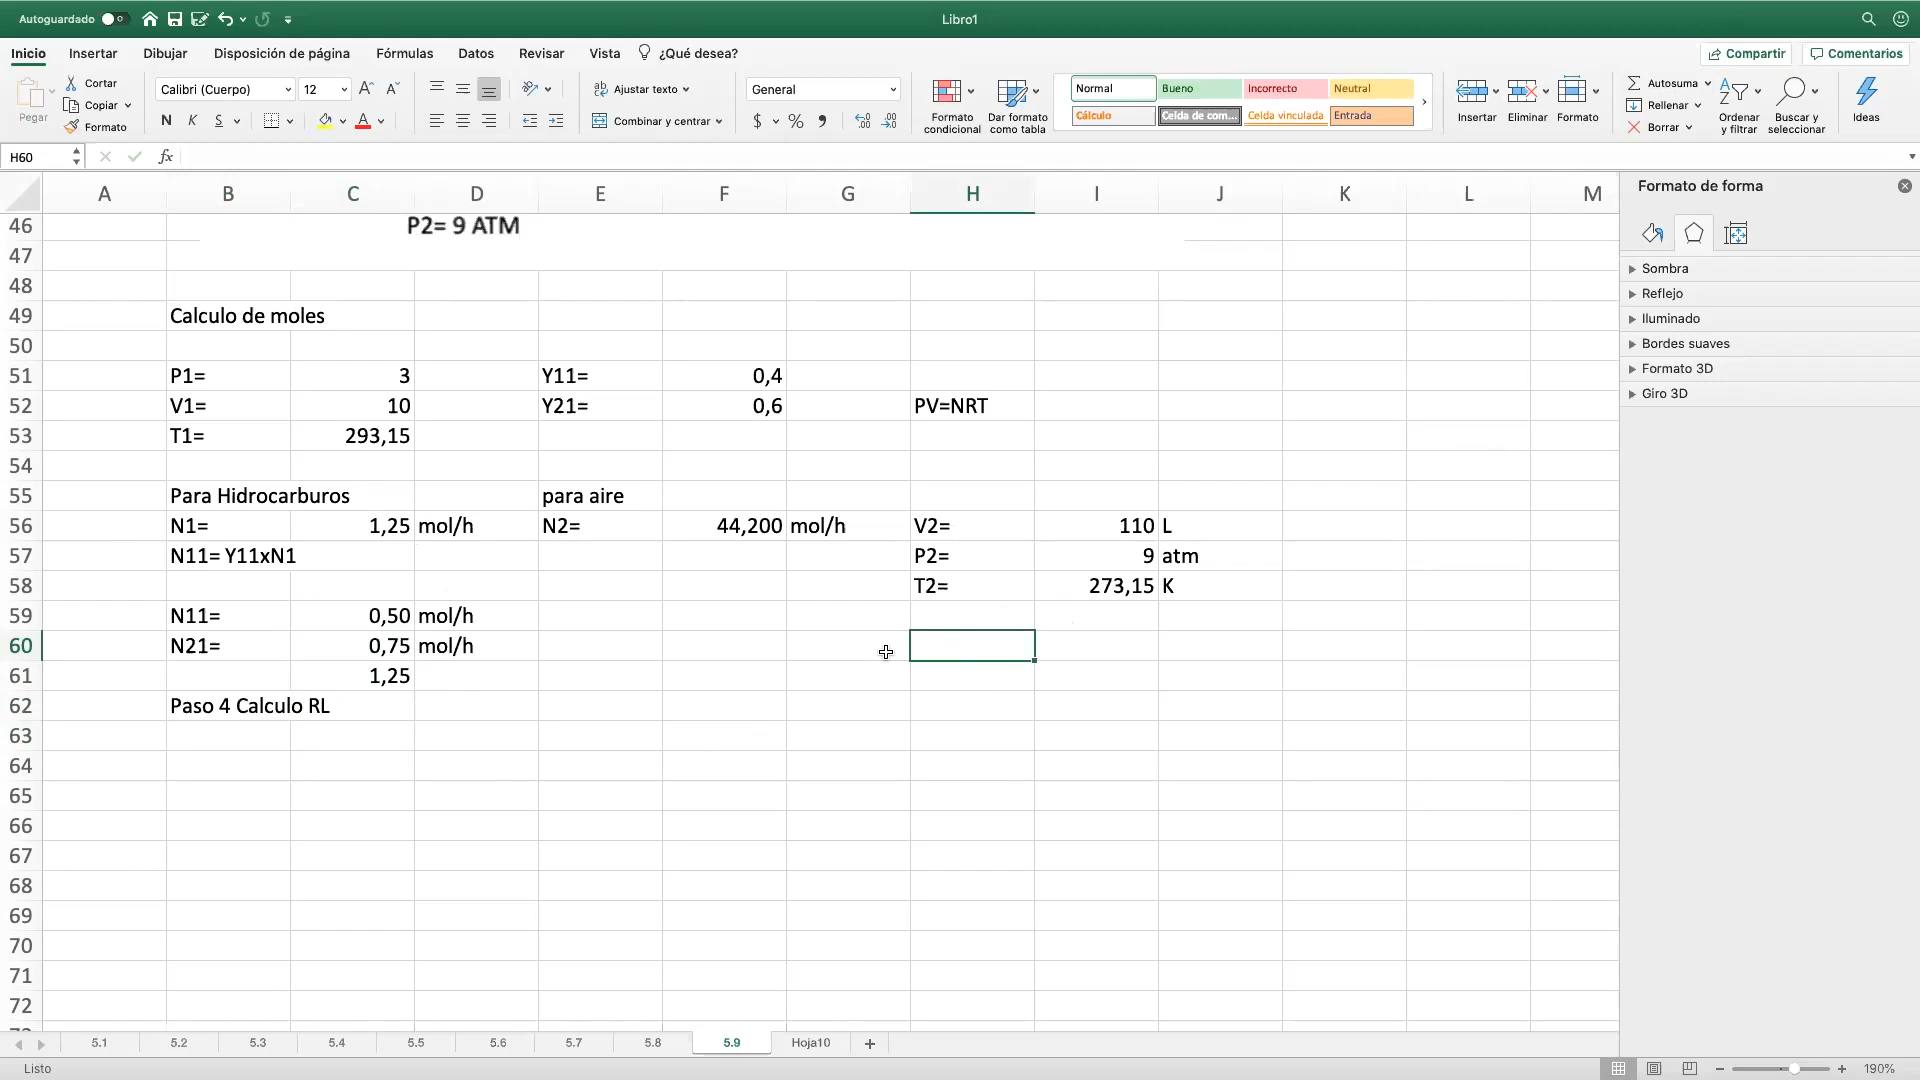 Autoguardado
Libro1
Inicio Insertar Dibujar Disposición de página Fórmulas Datos Revisar Vista ¿Qué desea? Compartir Comentarios
Pegar
Cortar
Copiar
Formato
Calibri (Cuerpo) 12
N K S
Ajustar texto
Combinar y centrar
General
$ %
Formato condicional
Dar formato como tabla
Normal Bueno Incorrecto Neutral
Cálculo Celda de com... Celda vinculada Entrada
Insertar Eliminar Formato
Autosuma
Rellenar
Borrar
Ordenar y filtrar
Buscar y seleccionar
Ideas
H60 fx
A B C D E F G H I J K L M
46 P2= 9 ATM
47
48
49 Calculo de moles
50
51 P1= 3 Y11= 0,4
52 V1= 10 Y21= 0,6 PV=NRT
53 T1= 293,15
54
55 Para Hidrocarburos para aire
56 N1= 1,25 mol/h N2= 44,200 mol/h V2= 110 L
57 N11= Y11xN1 P2= 9 atm
58 T2= 273,15 K
59 N11= 0,50 mol/h
60 N21= 0,75 mol/h
61 1,25
62 Paso 4 Calculo RL
63
64
65
66
67
68
69
70
71
72
Formato de forma
Sombra
Reflejo
Iluminado
Bordes suaves
Formato 3D
Giro 3D
5.1 5.2 5.3 5.4 5.5 5.6 5.7 5.8 5.9 Hoja10 +
Listo
190%